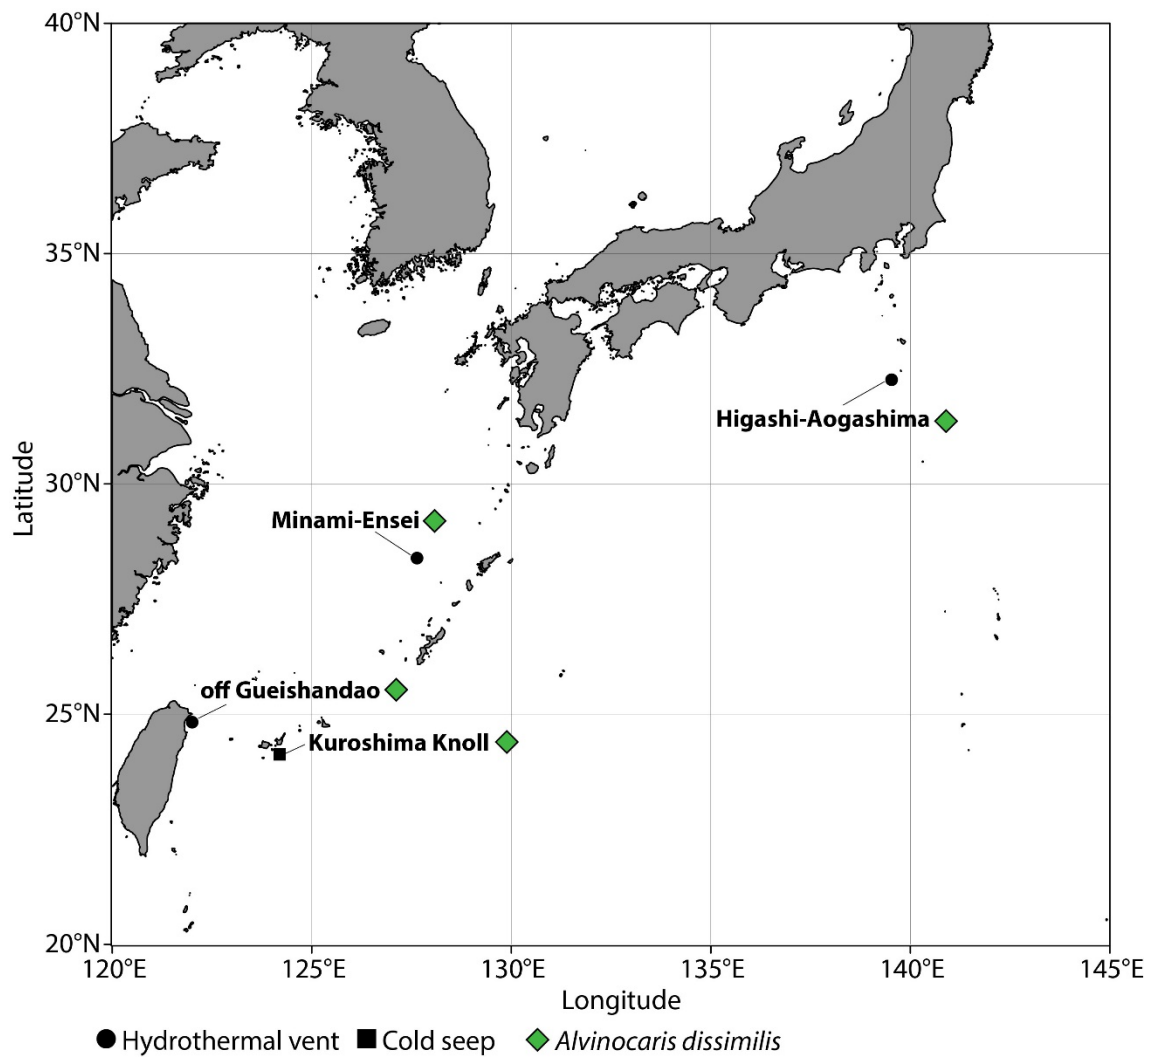 40°N
35°N
Higashi-Aogashima
Latitude
30°N
Minami-Ensei
off Gueishandao
25°N
Kuroshima Knoll
20°N
120°E 125°E 130°E 135°E 140°E 145°E
Longitude
Hydrothermal vent Cold seep Alvinocaris dissimilis